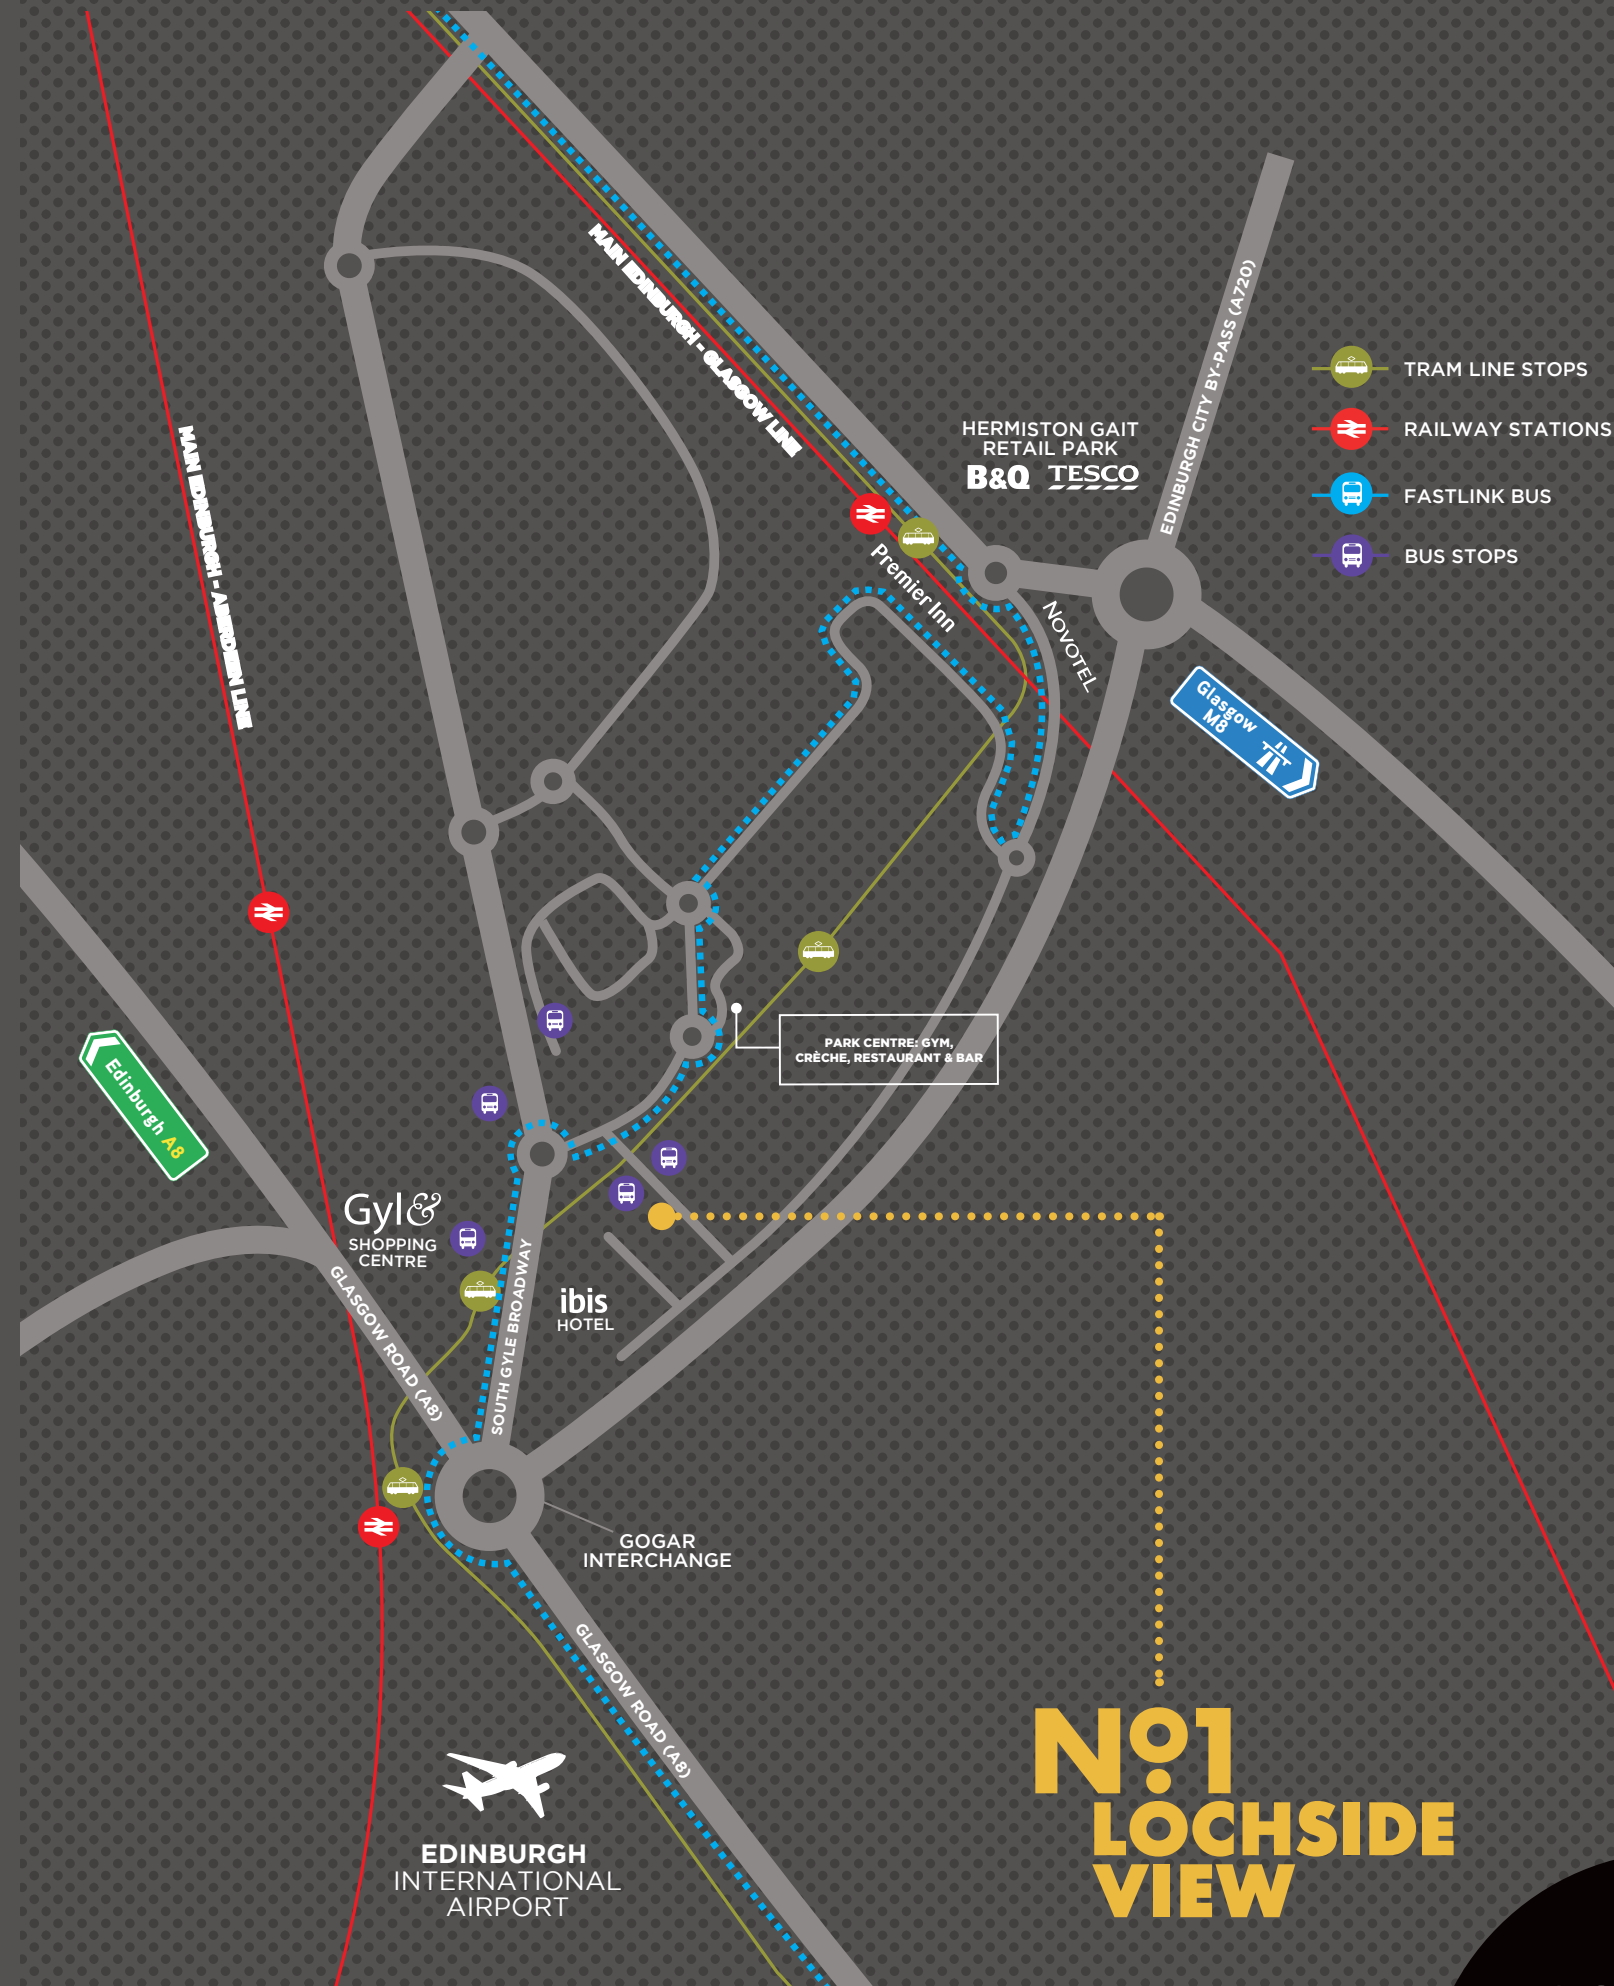 MAIN EDINBURGH - GLASGOW LINE
EDINBURGH CITY BY-PASS (A720)
TRAM LINE STOPS
RAILWAY STATIONS
FASTLINK BUS
BUS STOPS
HERMISTON GAIT
RETAIL PARK
B&Q TESCO
MAIN EDINBURGH - ABERDEEN LINE
Premier Inn
NOVOTEL
Glasgow
M8
PARK CENTRE: GYM,
CRÈCHE, RESTAURANT & BAR
Edinburgh A8
Gyle
SHOPPING
CENTRE
GLASGOW ROAD (A8)
SOUTH GYLE BROADWAY
ibis
HOTEL
GOGAR
INTERCHANGE
GLASGOW ROAD (A8)
EDINBURGH
INTERNATIONAL
AIRPORT
No1
LOCHSIDE
VIEW